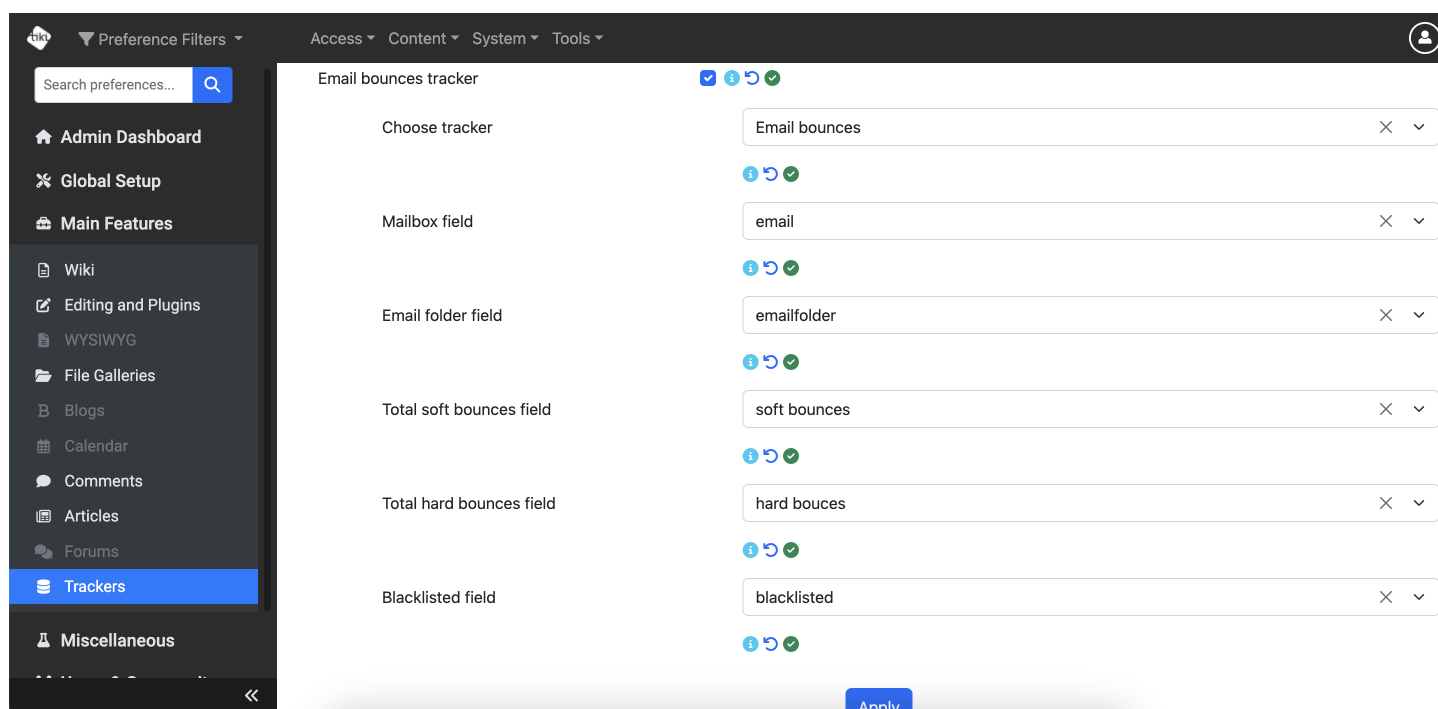 tiki
Preference Filters
Access
Content
System
Tools
Search preferences...
Admin Dashboard
Global Setup
Main Features
Wiki
Editing and Plugins
WYSIWYG
File Galleries
Blogs
Calendar
Comments
Articles
Forums
Trackers
Miscellaneous
Email bounces tracker
Choose tracker
Email bounces
Mailbox field
email
Email folder field
emailfolder
Total soft bounces field
soft bounces
Total hard bounces field
hard bouces
Blacklisted field
blacklisted
Apply